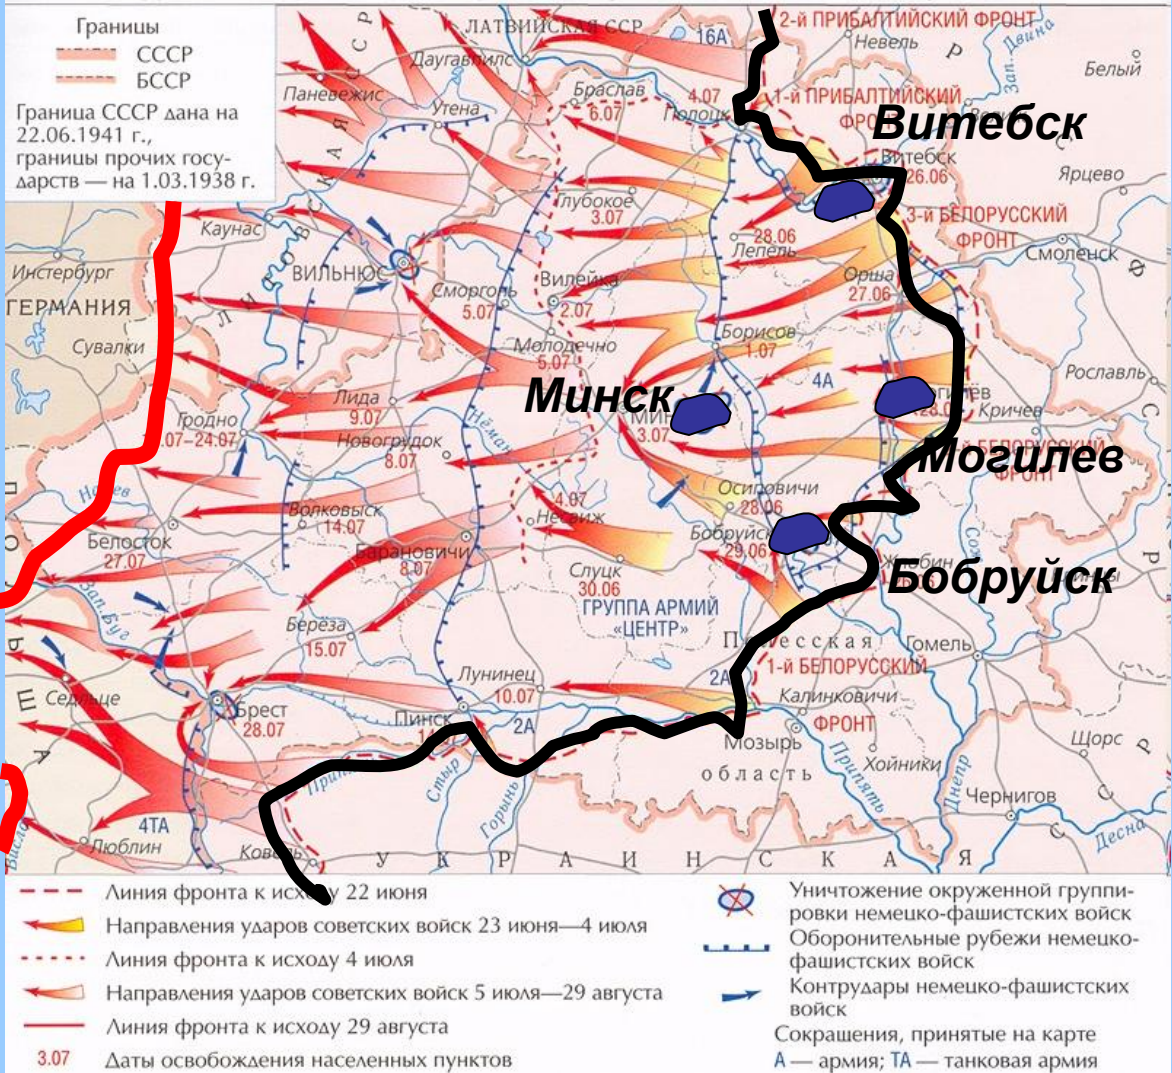 Границы
СССР
БССР
Граница СССР дана на
22.06.1941 г.,
границы прочих госу-
дарств — на 1.03.1938 г.
ЛАТВИЙСКАЯ ССР
2-й ПРИБАЛТИЙСКИЙ ФРОНТ
16А
Невель
Зап. Двина
Белый
Даугавпилс
Паневежис
Утена
Браслав
6.07
4.07
Полоцк
1-й ПРИБАЛТИЙСКИЙ
Витебск
Витебск
26.06
Ярцево
Глубокое
3.07
3-й БЕЛОРУССКИЙ
ФРОНТ
Каунас
28.06
Лепель
Смоленск
Инстербург
ВИЛЬНЮС
Орша
27.06
ГЕРМАНИЯ
Сморгонь
5.07
Вилейка
2.07
Сувалки
Молодечно
5.07
Борисов
1.07
Рославль
4А
Лида
9.07
Минск
3.07
Кричев
Гродно
Неман
Новогрудок
8.07
Могилев
Осиповичи
28.06
Волковыск
14.07
4.07
Несвиж
Бобруйск
29.06
Сож
Белосток
27.07
Барановичи
8.07
Слуцк
30.06
Бобруйск
Зап. Буг
ГРУППА АРМИЙ
«ЦЕНТР»
Берёза
15.07
Гомель
1-й БЕЛОРУССКИЙ
Лунинец
10.07
2А
Седльце
Калинковичи
Брест
28.07
Пинск
2А
ФРОНТ
Мозырь
Щорс
область
Хойники
Стыр
Горынь
Припять
Днепр
Чернигов
4ТА
Десна
Люблин
Ковель
У К Р А И Н С К А Я
Линия фронта к исходу 22 июня
Направления ударов советских войск 23 июня—4 июля
Линия фронта к исходу 4 июля
Направления ударов советских войск 5 июля—29 августа
Линия фронта к исходу 29 августа
3.07 Даты освобождения населенных пунктов
Уничтожение окруженной группи-
ровки немецко-фашистских войск
Оборонительные рубежи немецко-
фашистских войск
Контрудары немецко-фашистских
войск
Сокращения, принятые на карте
А — армия; ТА — танковая армия